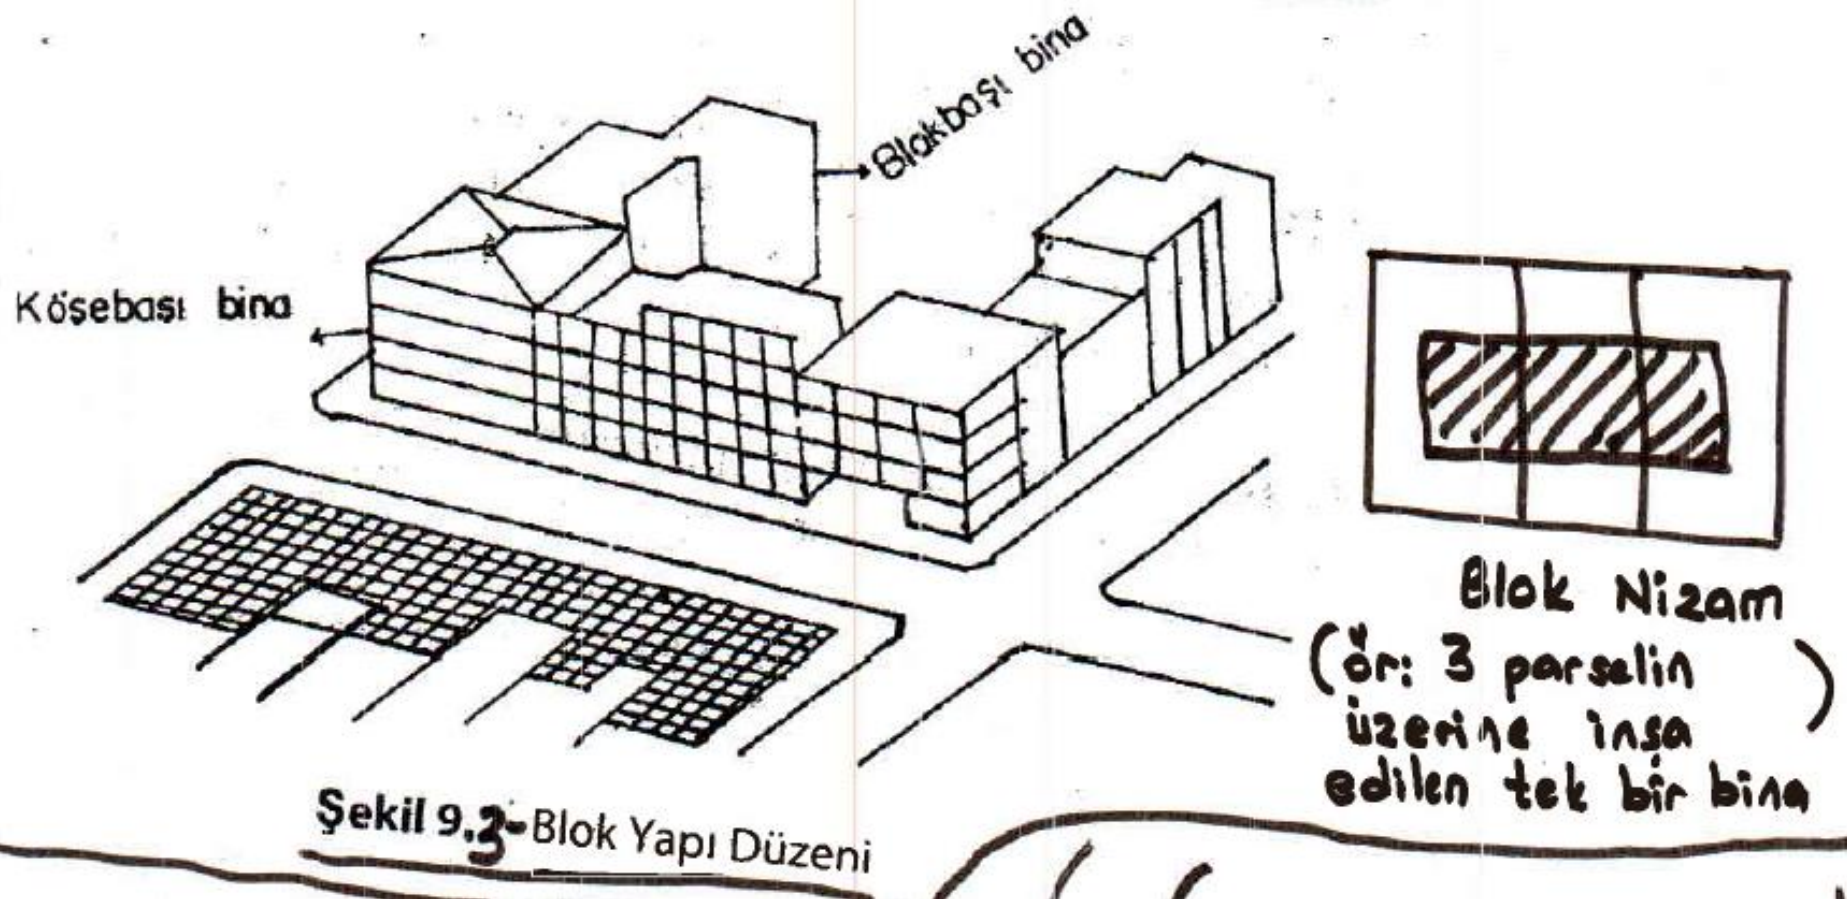 Blokbaşı bina
Köşebaşı bina
Blok Nizam
(ör: 3 parselin
üzerine inşa
edilen tek bir bina)
Şekil 9.3- Blok Yapı Düzeni